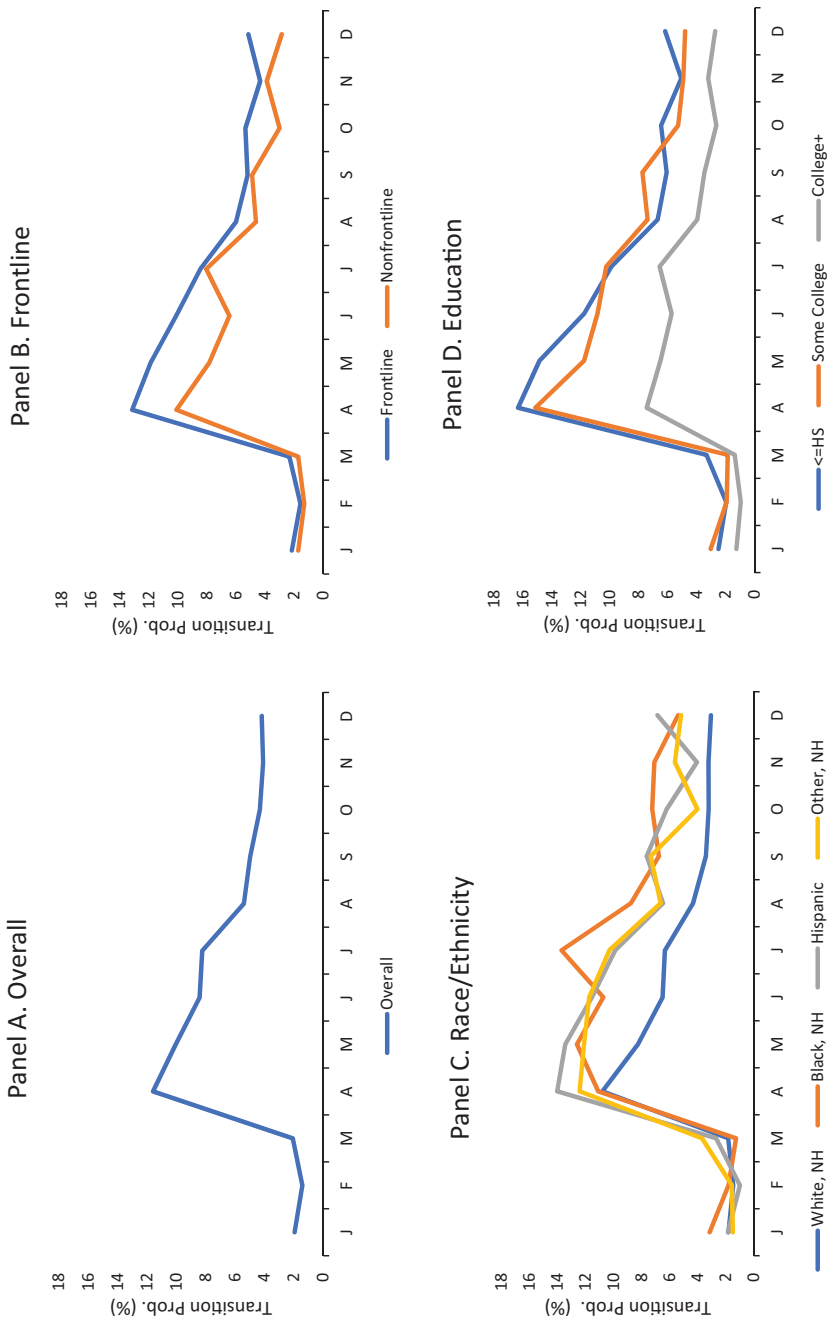 Panel A. Overall
Transition Prob. (%)
18
16
14
12
10
8
6
4
2
0
J F M A M J J A S O N D
Overall
Panel B. Frontline
Transition Prob. (%)
18
16
14
12
10
8
6
4
2
0
J F M A M J J A S O N D
Frontline Nonfrontline
Panel C. Race/Ethnicity
Transition Prob. (%)
18
16
14
12
10
8
6
4
2
0
J F M A M J J A S O N D
White, NH Black, NH Hispanic Other, NH
Panel D. Education
Transition Prob. (%)
18
16
14
12
10
8
6
4
2
0
J F M A M J J A S O N D
<=HS Some College College+